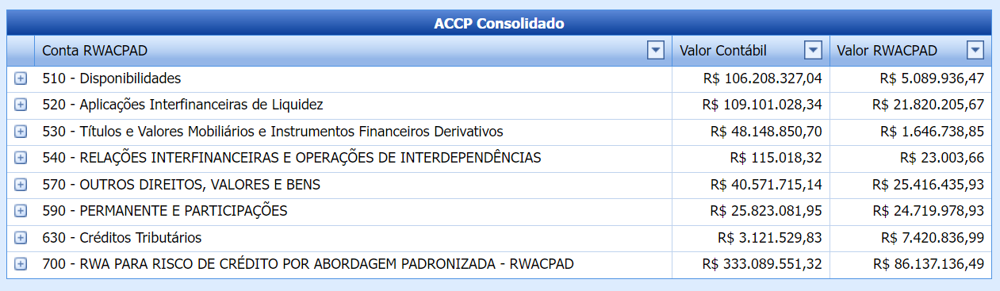 ACCP Consolidado
Conta RWACPAD Valor Contábil Valor RWACPAD
510 - Disponibilidades R$ 106.208.327,04 R$ 5.089.936,47
520 - Aplicações Interfinanceiras de Liquidez R$ 109.101.028,34 R$ 21.820.205,67
530 - Títulos e Valores Mobiliários e Instrumentos Financeiros Derivativos R$ 48.148.850,70 R$ 1.646.738,85
540 - RELAÇÕES INTERFINANCEIRAS E OPERAÇÕES DE INTERDEPENDÊNCIAS R$ 115.018,32 R$ 23.003,66
570 - OUTROS DIREITOS, VALORES E BENS R$ 40.571.715,14 R$ 25.416.435,93
590 - PERMANENTE E PARTICIPAÇÕES R$ 25.823.081,95 R$ 24.719.978,93
630 - Créditos Tributários R$ 3.121.529,83 R$ 7.420.836,99
700 - RWA PARA RISCO DE CRÉDITO POR ABORDAGEM PADRONIZADA - RWACPAD R$ 333.089.551,32 R$ 86.137.136,49